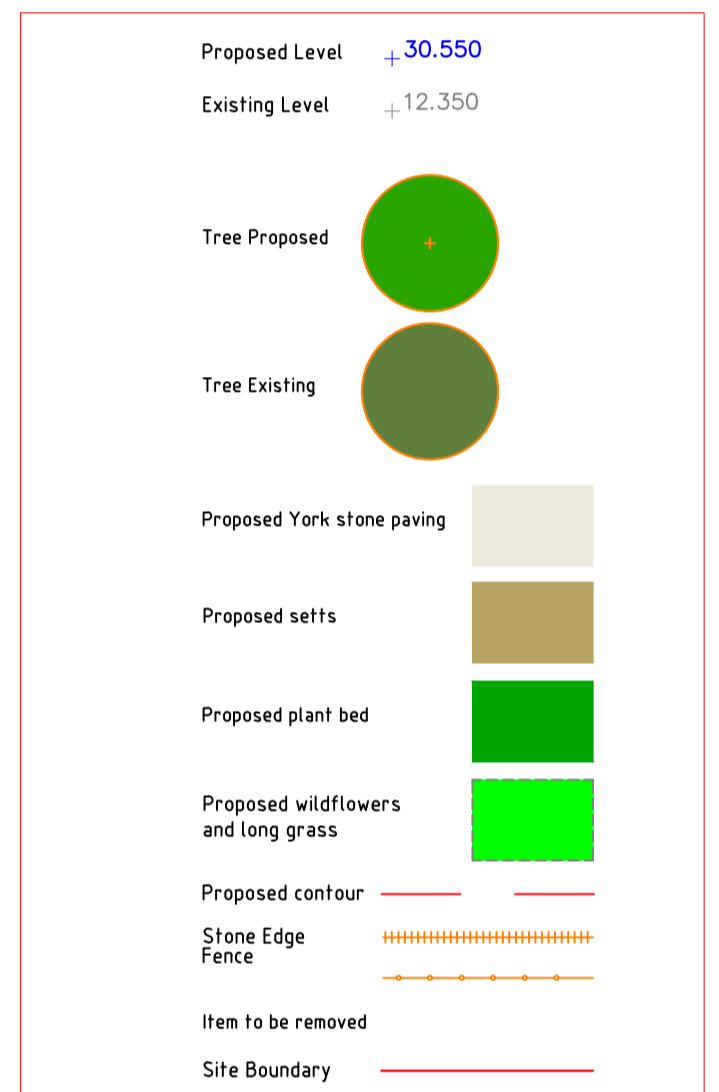 Proposed Level +30.550
Existing Level +12.350
Tree Proposed
Tree Existing
Proposed York stone paving
Proposed setts
Proposed plant bed
Proposed wildflowers
and long grass
Proposed contour
Stone Edge
Fence
Item to be removed
Site Boundary